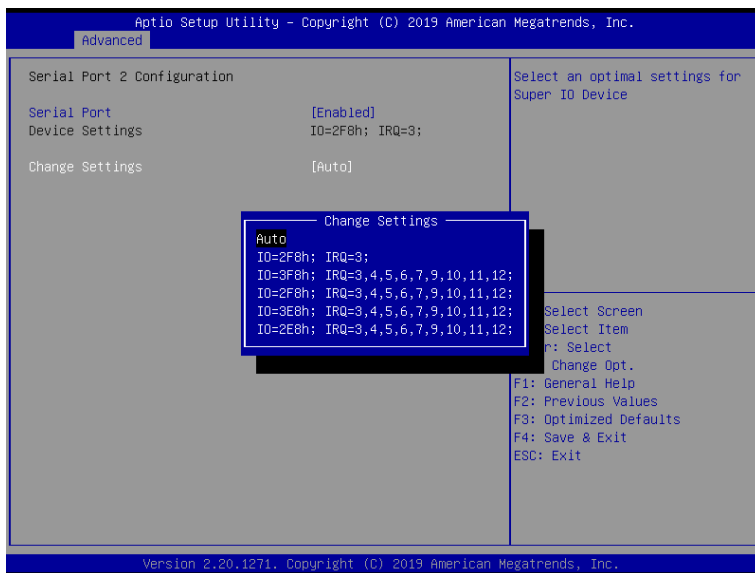 Aptio Setup Utility – Copyright (C) 2019 American Megatrends, Inc.
Advanced
Serial Port 2 Configuration
Serial Port [Enabled]
Device Settings IO=2F8h; IRQ=3;
Change Settings [Auto]
Select an optimal settings for
Super IO Device
Change Settings
Auto
IO=2F8h; IRQ=3;
IO=3F8h; IRQ=3,4,5,6,7,9,10,11,12;
IO=2F8h; IRQ=3,4,5,6,7,9,10,11,12;
IO=3E8h; IRQ=3,4,5,6,7,9,10,11,12;
IO=2E8h; IRQ=3,4,5,6,7,9,10,11,12;
Select Screen
Select Item
r: Select
Change Opt.
F1: General Help
F2: Previous Values
F3: Optimized Defaults
F4: Save & Exit
ESC: Exit
Version 2.20.1271. Copyright (C) 2019 American Megatrends, Inc.